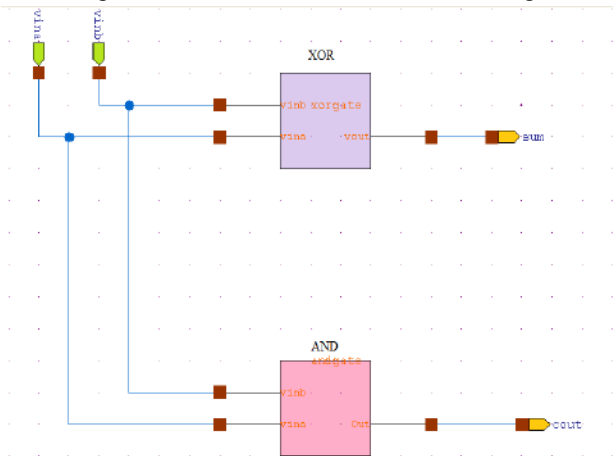 vina
vinb
XOR
vinb xorgate
vina vout
sum
AND
andgate
vinb
vina Out
cout